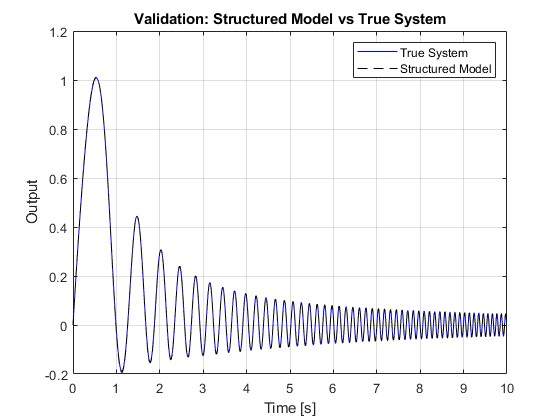 Validation: Structured Model vs True System
True System
Structured Model
1.2
1
0.8
0.6
0.4
0.2
0
-0.2
Output
0 1 2 3 4 5 6 7 8 9 10
Time [s]